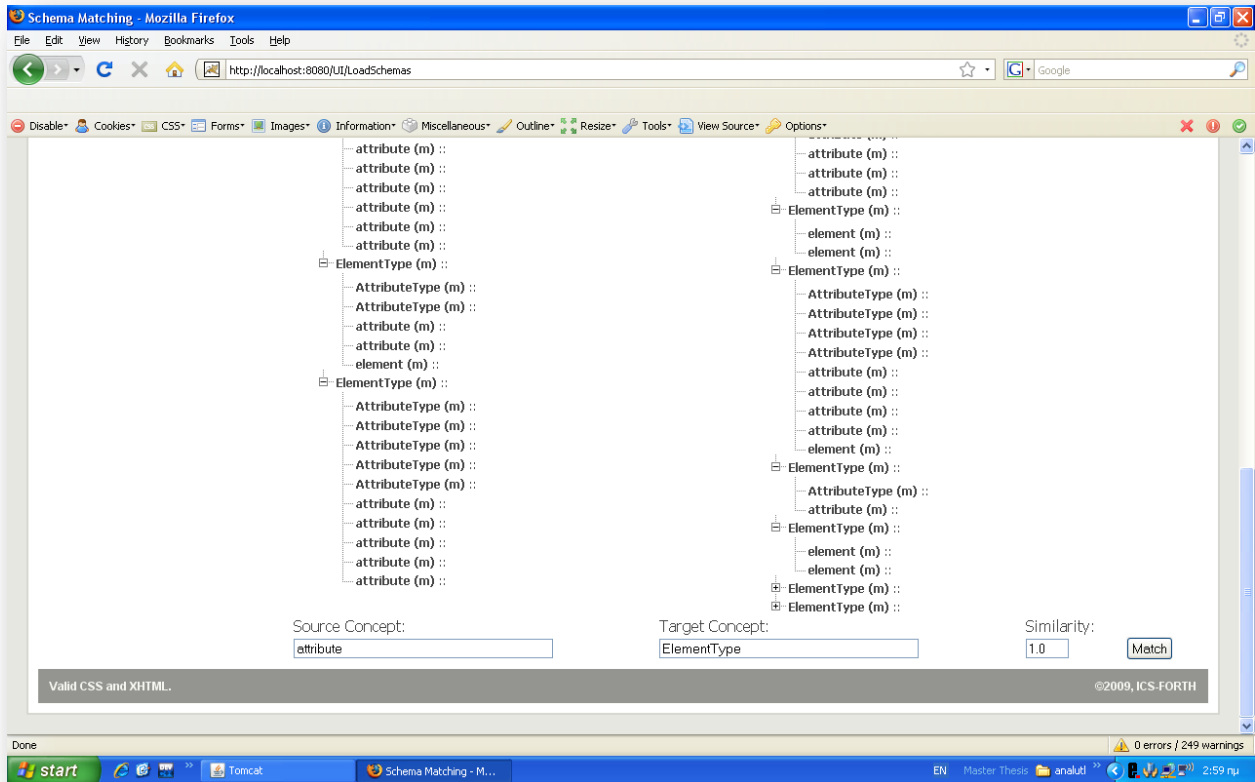 Schema Matching - Mozilla Firefox
File Edit View History Bookmarks Tools Help
http://localhost:8080/UI/LoadSchemas
G Google
Disable Cookies CSS Forms Images Information Miscellaneous Outline Resize Tools View Source Options
attribute (m) ::
attribute (m) ::
attribute (m) ::
attribute (m) ::
attribute (m) ::
attribute (m) ::
ElementType (m) ::
AttributeType (m) ::
AttributeType (m) ::
attribute (m) ::
attribute (m) ::
element (m) ::
ElementType (m) ::
AttributeType (m) ::
AttributeType (m) ::
AttributeType (m) ::
AttributeType (m) ::
AttributeType (m) ::
attribute (m) ::
attribute (m) ::
attribute (m) ::
attribute (m) ::
attribute (m) ::
attribute (m) ::
attribute (m) ::
attribute (m) ::
ElementType (m) ::
element (m) ::
element (m) ::
ElementType (m) ::
AttributeType (m) ::
AttributeType (m) ::
AttributeType (m) ::
AttributeType (m) ::
attribute (m) ::
attribute (m) ::
attribute (m) ::
attribute (m) ::
element (m) ::
ElementType (m) ::
AttributeType (m) ::
attribute (m) ::
ElementType (m) ::
element (m) ::
element (m) ::
ElementType (m) ::
ElementType (m) ::
Source Concept: Target Concept: Similarity:
attribute ElementType 1.0 Match
Valid CSS and XHTML. ©2009, ICS-FORTH
Done 0 errors / 249 warnings
start Tomcat Schema Matching - M... EN Master Thesis analutl 2:59 πμ